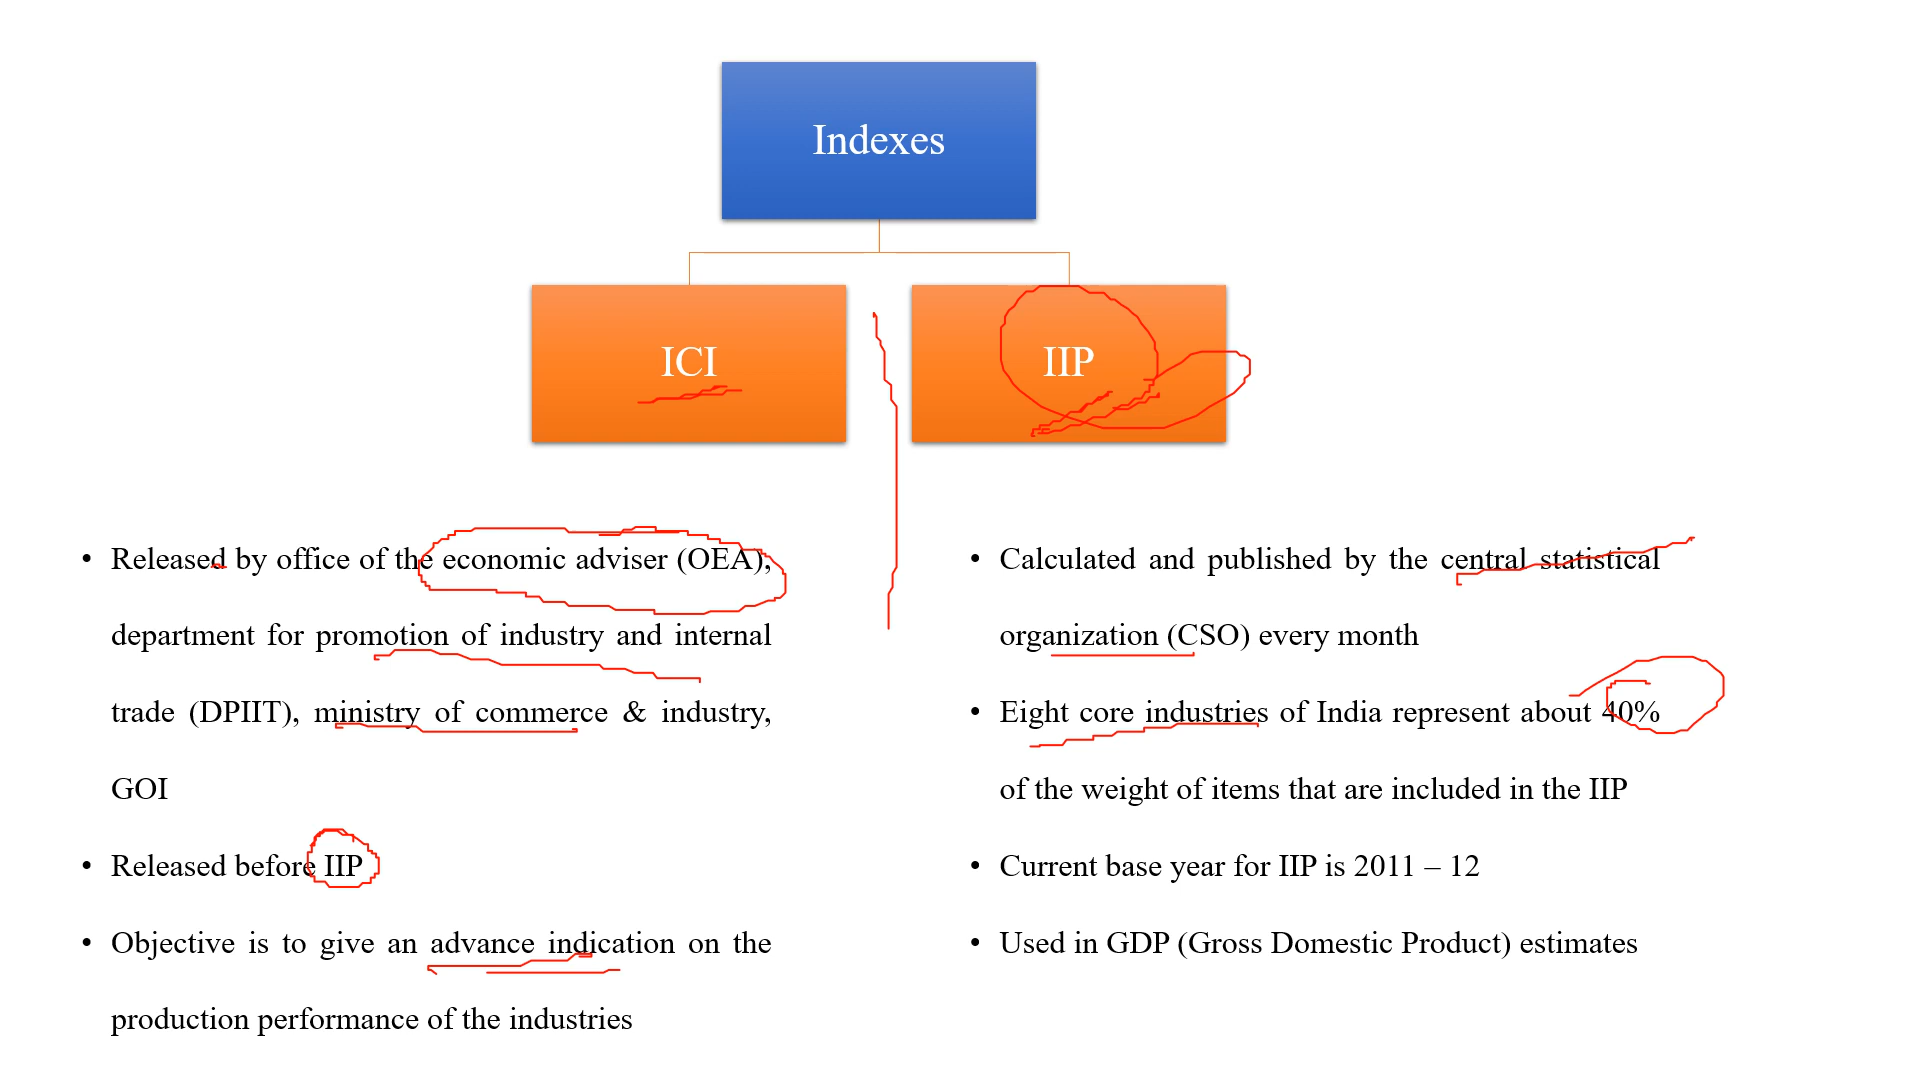 Indexes
ICI
IIP
• Released by office of the economic adviser (OEA),
department for promotion of industry and internal
trade (DPIIT), ministry of commerce & industry,
GOI
• Released before IIP
• Objective is to give an advance indication on the
production performance of the industries
• Calculated and published by the central statistical
organization (CSO) every month
• Eight core industries of India represent about 40%
of the weight of items that are included in the IIP
• Current base year for IIP is 2011 – 12
• Used in GDP (Gross Domestic Product) estimates